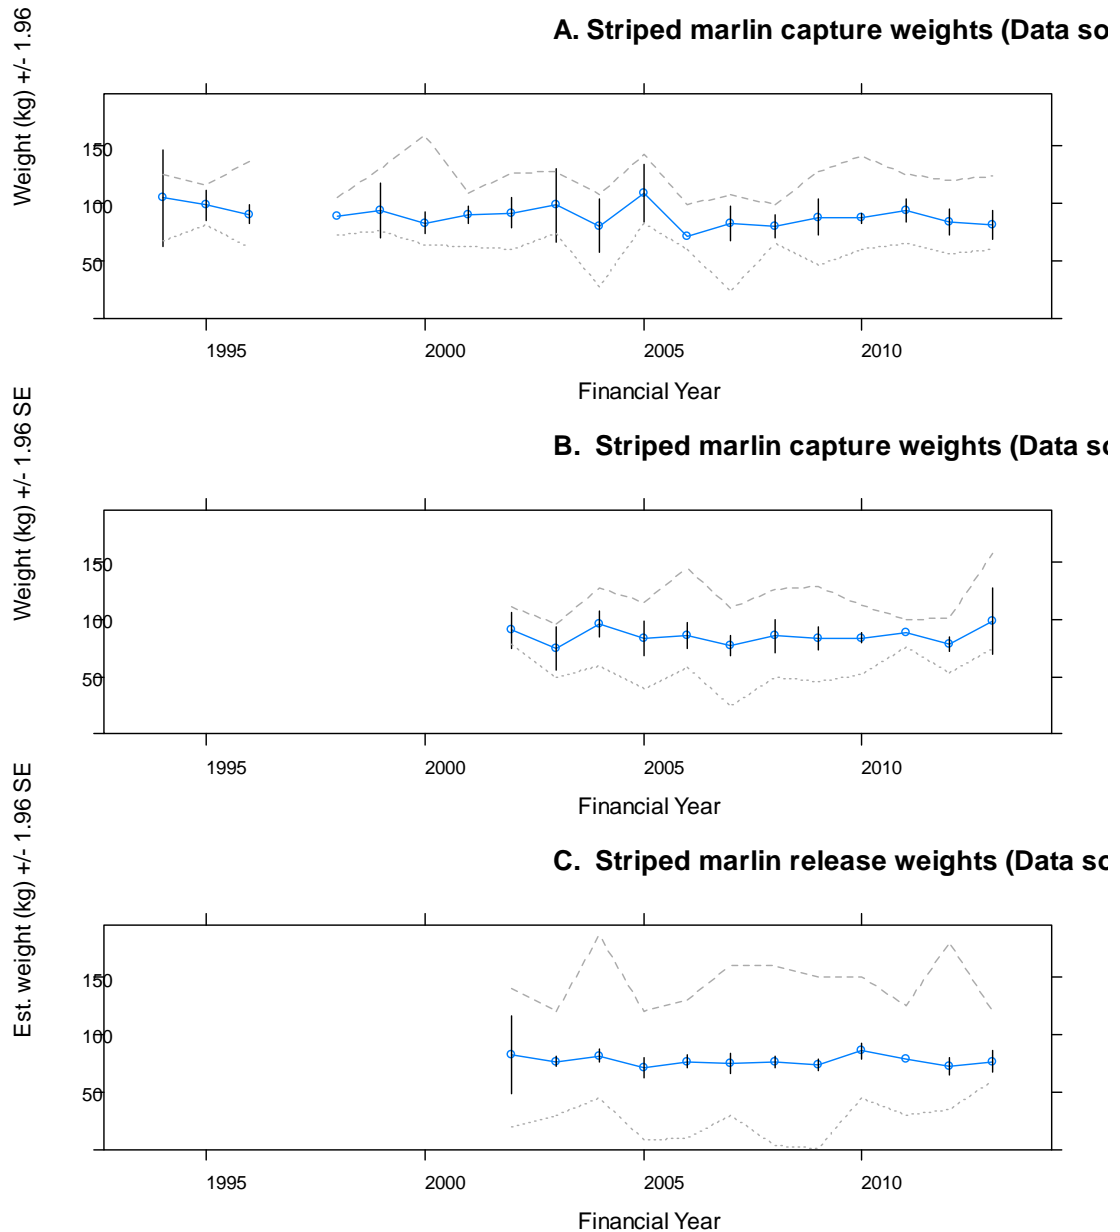 A. Striped marlin capture weights (Data so
Weight (kg) +/- 1.96
150
100
50
1995 2000 2005 2010
Financial Year
B. Striped marlin capture weights (Data so
Weight (kg) +/- 1.96 SE
150
100
50
1995 2000 2005 2010
Financial Year
C. Striped marlin release weights (Data so
Est. weight (kg) +/- 1.96 SE
150
100
50
1995 2000 2005 2010
Financial Year